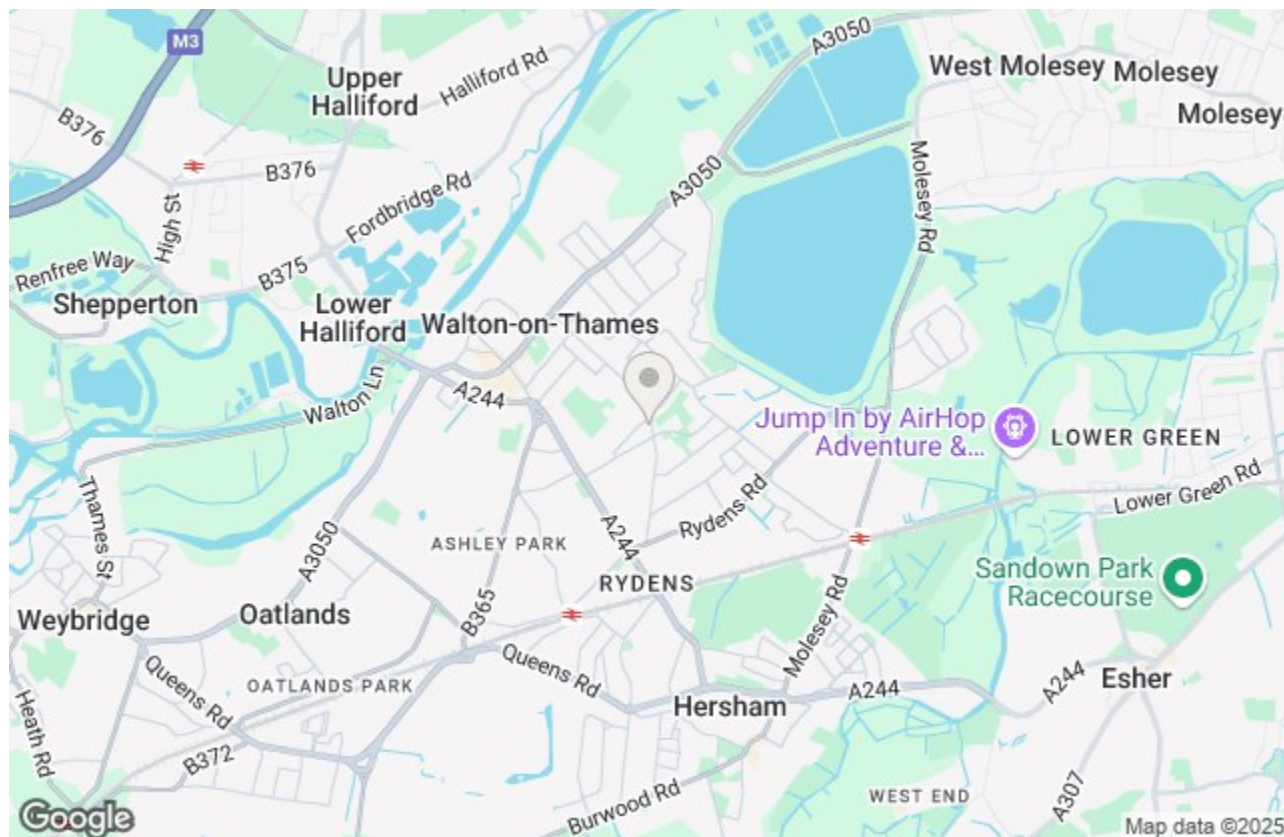 M3
Upper
Halliford
Halliford Rd
A3050
West Molesey
Molesey
Molesey
B376
B376
High St
Fordbridge Rd
A3050
Molesey Rd
Renfree Way
B375
Shepperton
Lower
Halliford
Walton-on-Thames
Walton Ln
A244
Jump In by AirHop
Adventure &...
LOWER GREEN
Thames St
A3050
ASHLEY PARK
A244
Rydens Rd
Lower Green Rd
RYDENS
Sandown Park
Racecourse
Weybridge
Oatlands
B365
Molesey Rd
Queens Rd
OATLANDS PARK
Queens Rd
Hersham
A244
A244
Esher
Heath Rd
B372
Burwood Rd
WEST END
A307
Google
Map data ©2025